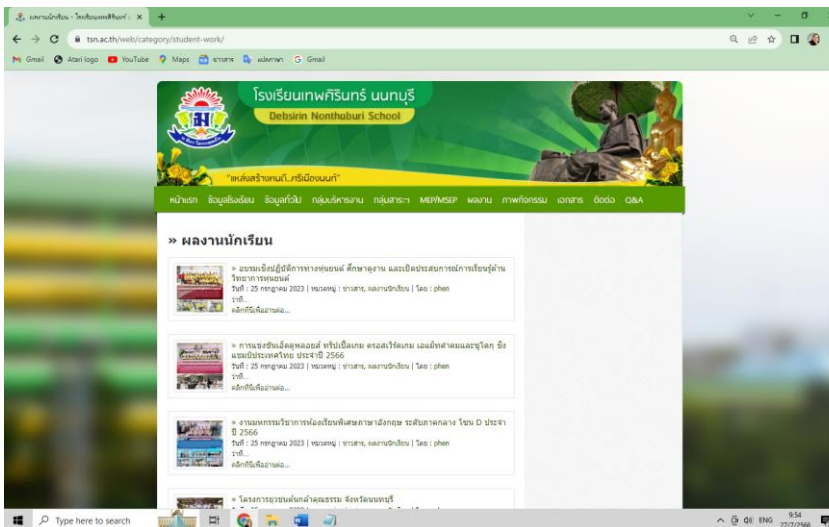 ผลงานนักเรียน - โรงเรียนเทพศิรินทร์
tsn.ac.th/web/category/student-work/
Gmail Atari logo YouTube Maps ข่าวสาร แปลภาษา Gmail
โรงเรียนเทพศิรินทร์ นนทบุรี
Debsirin Nonthaburi School
"แหล่งสร้างคนดี..ศรีเมืองนนท์"
หน้าแรก ข้อมูลโรงเรียน ข้อมูลทั่วไป กลุ่มบริหารงาน กลุ่มสาระฯ MEP/MSEP ผลงาน ภาพกิจกรรม เอกสาร ติดต่อ Q&A
» ผลงานนักเรียน
» อบรมเชิงปฏิบัติการทางหุ่นยนต์ ศึกษาดูงาน และเปิดประสบการณ์การเรียนรู้ด้าน
วิทยาการหุ่นยนต์
วันที่ : 25 กรกฎาคม 2023 | หมวดหมู่ : ข่าวสาร, ผลงานนักเรียน | โดย : phen
ว่าที่...
คลิกที่นี่เพื่ออ่านต่อ...
» การแข่งขันเอ็ดดูพลอยส์ ทริปเปิ้ลเกม ครอสเวิร์ดเกม เอแม็ทคำคมและซูโดกุ ชิง
แชมป์ประเทศไทย ประจำปี 2566
วันที่ : 25 กรกฎาคม 2023 | หมวดหมู่ : ข่าวสาร, ผลงานนักเรียน | โดย : phen
คลิกที่นี่เพื่ออ่านต่อ...
» งานมหกรรมวิชาการห้องเรียนพิเศษภาษาอังกฤษ ระดับภาคกลาง โซน D ประจำ
ปี 2566
วันที่ : 25 กรกฎาคม 2023 | หมวดหมู่ : ข่าวสาร, ผลงานนักเรียน | โดย : phen
ว่าที่...
คลิกที่นี่เพื่ออ่านต่อ...
» โครงการยุวชนต้นกล้าคุณธรรม จังหวัดนนทบุรี
Type here to search
ENG
9:54
27/7/2566